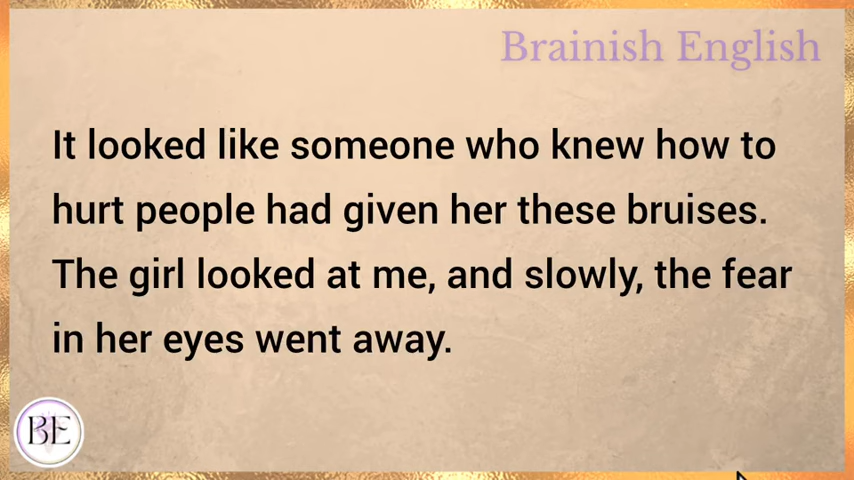 Brainish English
It looked like someone who knew how to
hurt people had given her these bruises.
The girl looked at me, and slowly, the fear
in her eyes went away.
BE